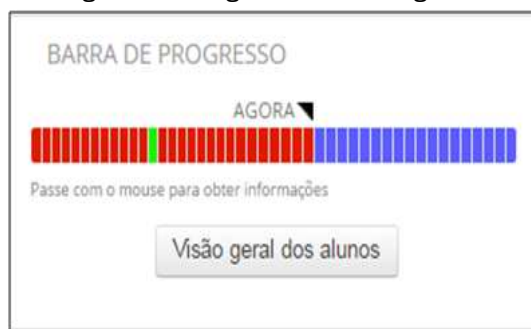 BARRA DE PROGRESSO
AGORA
Passe com o mouse para obter informações
Visão geral dos alunos